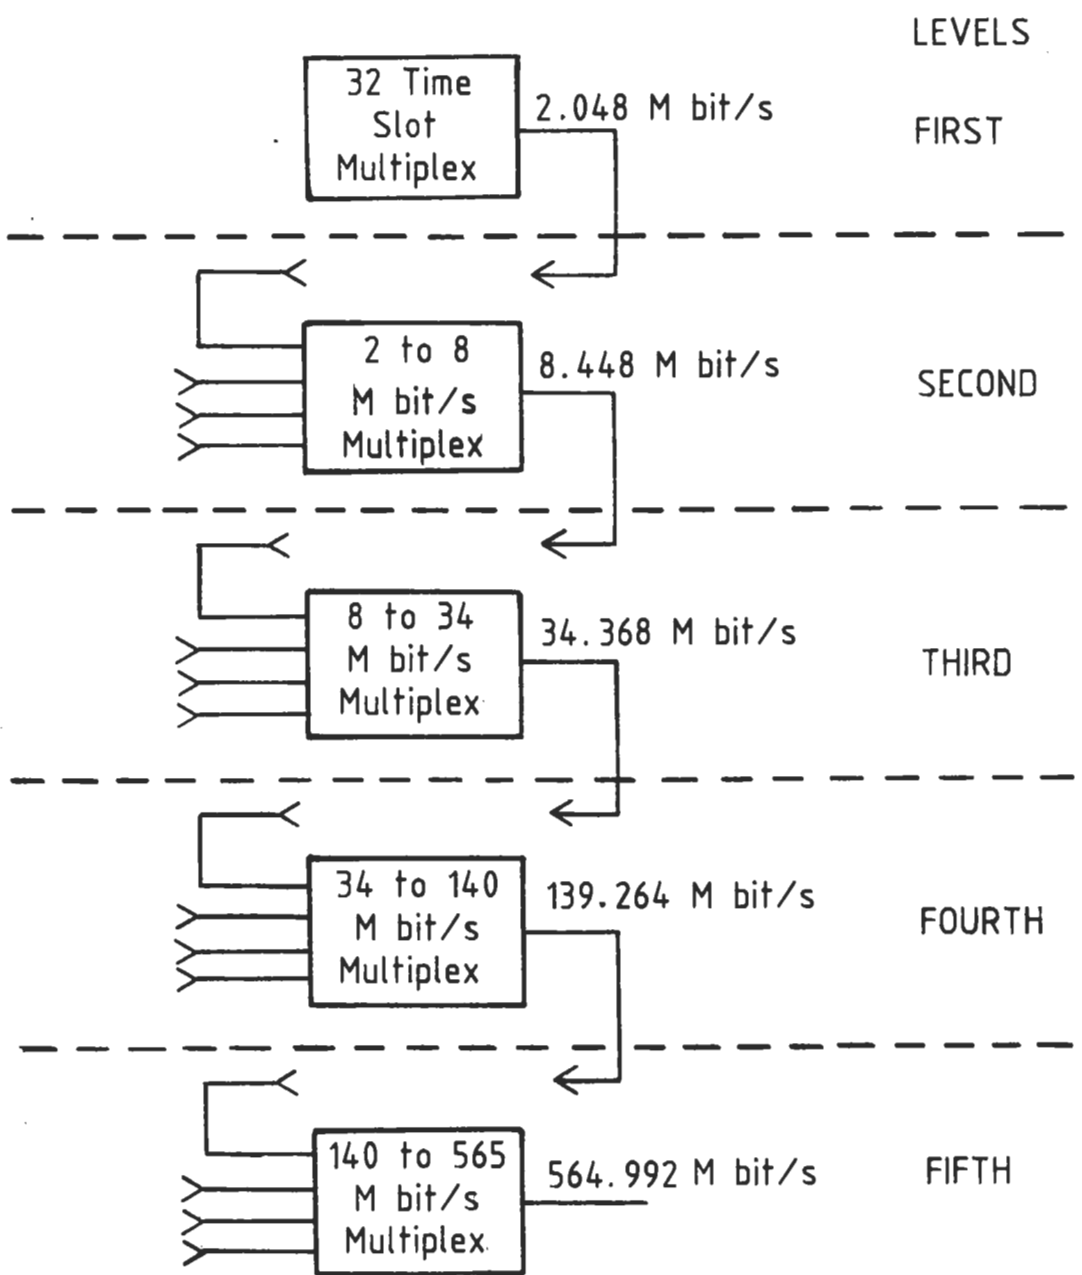 LEVELS
32 Time
Slot
Multiplex
2.048 M bit/s
FIRST
2 to 8
M bit/s
Multiplex
8.448 M bit/s
SECOND
8 to 34
M bit/s
Multiplex
34.368 M bit/s
THIRD
34 to 140
M bit/s
Multiplex
139.264 M bit/s
FOURTH
140 to 565
M bit/s
Multiplex
564.992 M bit/s
FIFTH